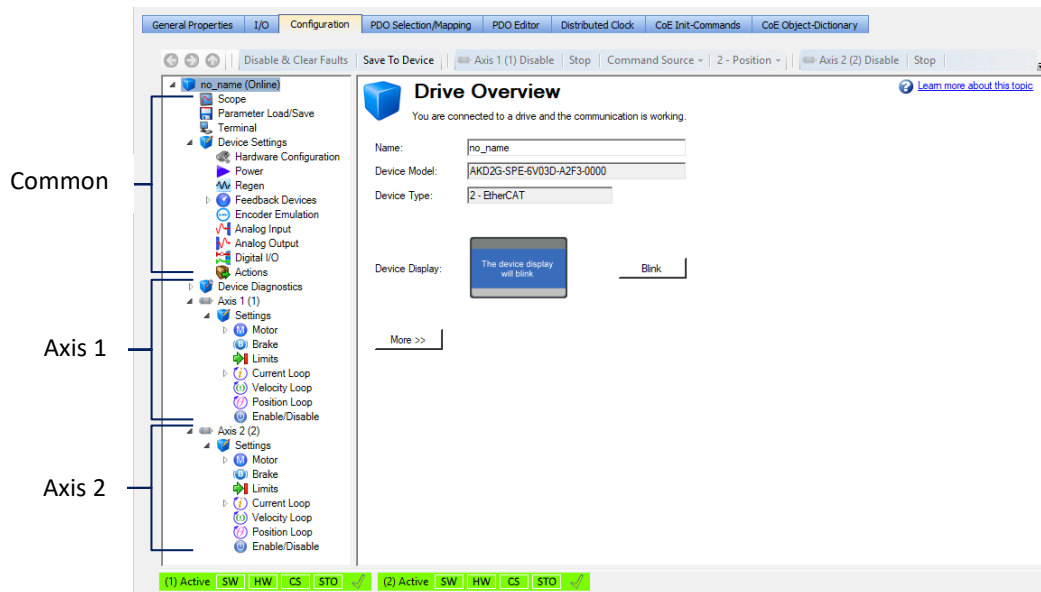 General Properties I/O Configuration PDO Selection/Mapping PDO Editor Distributed Clock CoE Init-Commands CoE Object-Dictionary
Disable & Clear Faults Save To Device Axis 1 (1) Disable Stop Command Source 2 - Position Axis 2 (2) Disable Stop
no_name (Online)
Scope
Parameter Load/Save
Terminal
Device Settings
Hardware Configuration
Power
Regen
Feedback Devices
Encoder Emulation
Analog Input
Analog Output
Digital I/O
Actions
Device Diagnostics
Axis 1 (1)
Settings
Motor
Brake
Limits
Current Loop
Velocity Loop
Position Loop
Enable/Disable
Axis 2 (2)
Settings
Motor
Brake
Limits
Current Loop
Velocity Loop
Position Loop
Enable/Disable
Common
Axis 1
Axis 2
Drive Overview
Learn more about this topic
You are connected to a drive and the communication is working.
Name: no_name
Device Model: AKD2G-SPE-6V03D-A2F3-0000
Device Type: 2 - EtherCAT
Device Display:
The device display
will blink
Blink
More >>
(1) Active SW HW CS STO (2) Active SW HW CS STO